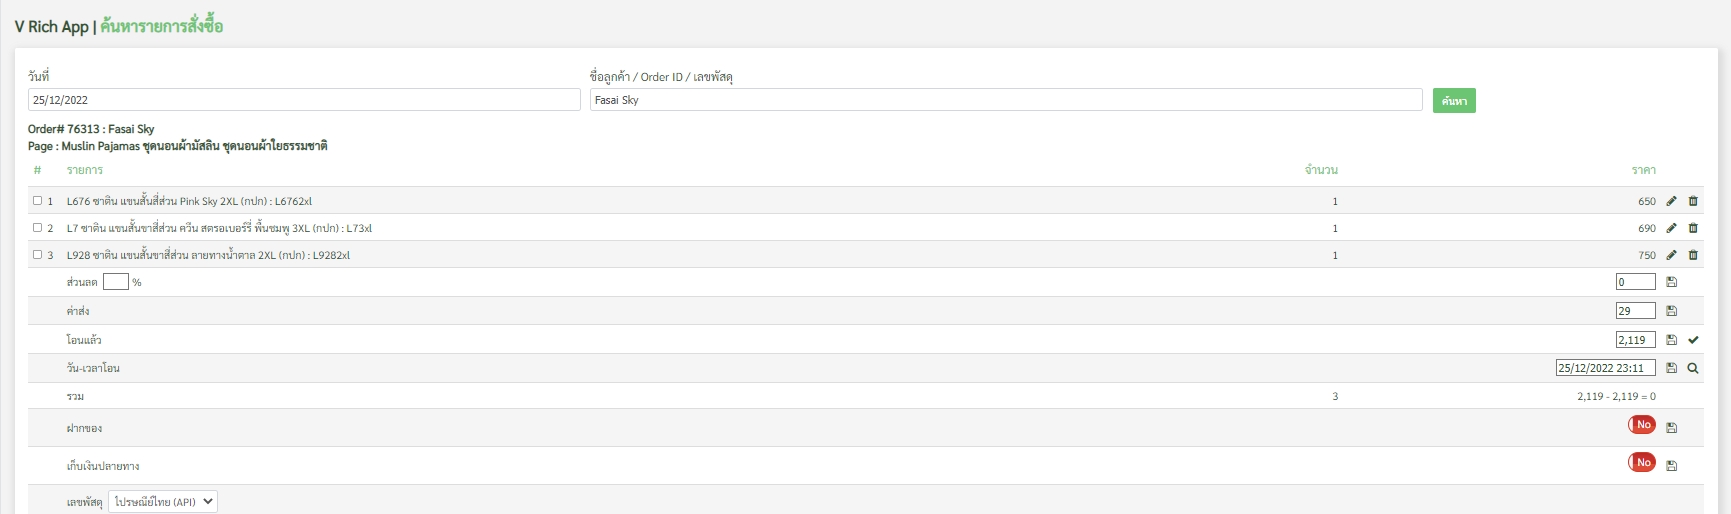 V Rich App | ค้นหารายการสั่งซื้อ
วันที่
ชื่อลูกค้า / Order ID / เลขพัสดุ
25/12/2022
Fasai Sky
ค้นหา
Order# 76313 : Fasai Sky
Page : Muslin Pajamas ชุดนอนผ้ามัสลิน ชุดนอนผ้าใยธรรมชาติ
# รายการ จำนวน ราคา
1 L676 ซาติน แขนสั้นสี่ส่วน Pink Sky 2XL (กปก) : L6762xl 1 650
2 L7 ซาติน แขนสั้นขาสี่ส่วน ควีน สตรอเบอร์รี่ พื้นชมพู 3XL (กปก) : L73xl 1 690
3 L928 ซาติน แขนสั้นขาสี่ส่วน ลายทางน้ำตาล 2XL (กปก) : L9282xl 1 750
ส่วนลด % 0
ค่าส่ง 29
โอนแล้ว 2,119
วัน-เวลาโอน 25/12/2022 23:11
รวม 3 2,119 - 2,119 = 0
ฝากของ No
เก็บเงินปลายทาง No
เลขพัสดุ ไปรษณีย์ไทย (API)